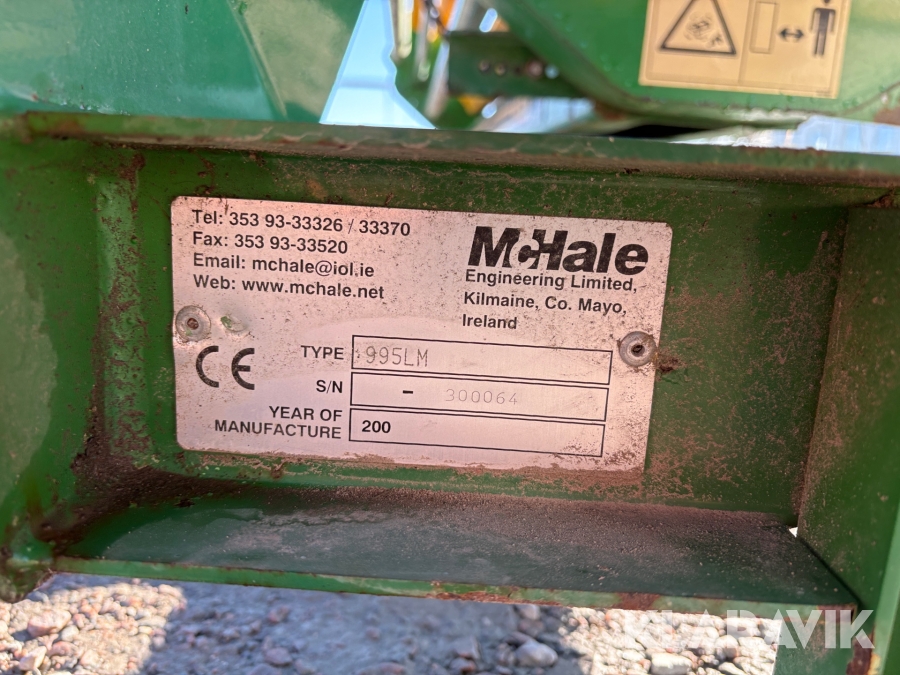 Tel: 353 93-33326 / 33370
Fax: 353 93-33520
Email: mchale@iol.ie
Web: www.mchale.net
McHale
Engineering Limited,
Kilmaine, Co. Mayo,
Ireland
CE
TYPE 995LM
S/N - 300064
YEAR OF
MANUFACTURE 200
KLARAVIK